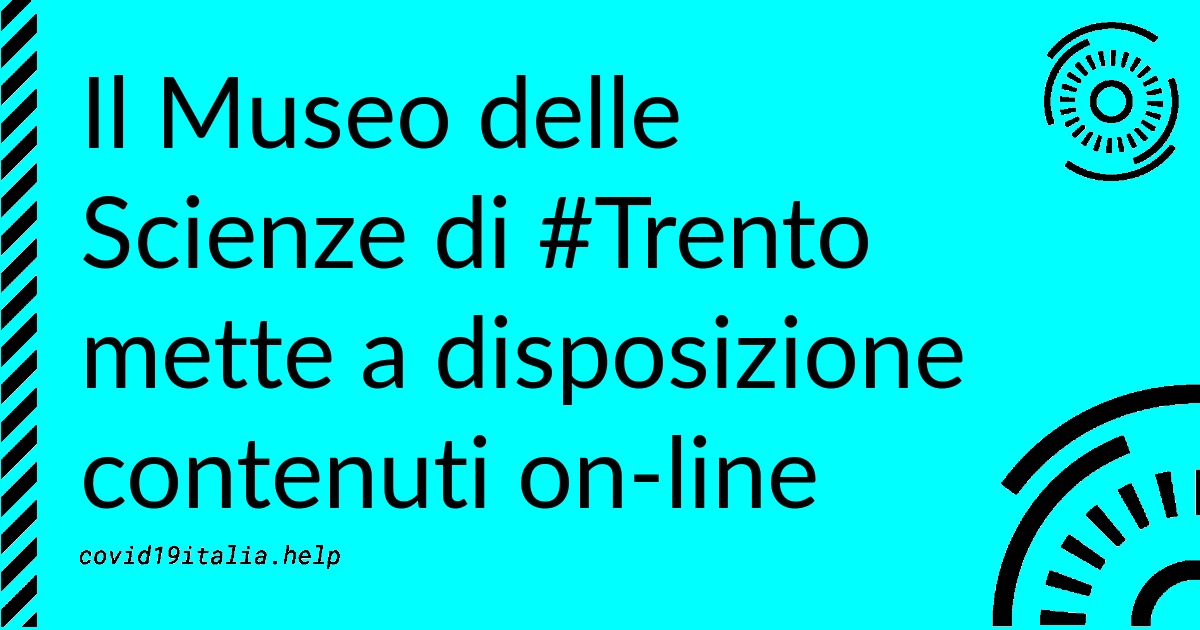 Il Museo delle
Scienze di #Trento
mette a disposizione
contenuti on-line
covid19italia.help